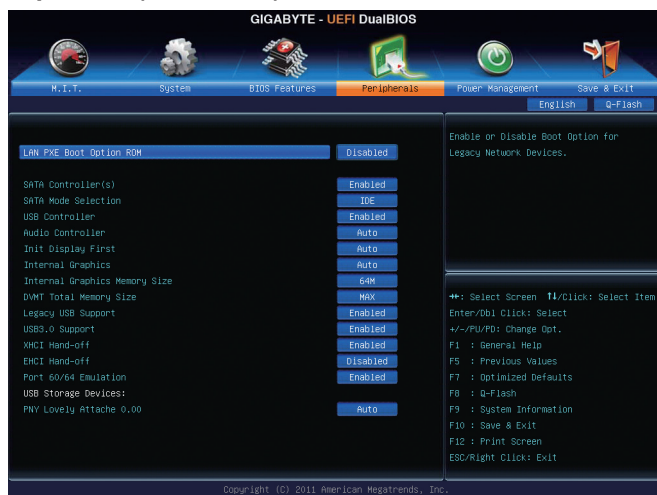 GIGABYTE - UEFI DualBIOS
M.I.T.
System
BIOS Features
Peripherals
Power Management
Save & Exit
English
Q-Flash
LAN PXE Boot Option ROM Disabled
SATA Controller(s) Enabled
SATA Mode Selection IDE
USB Controller Enabled
Audio Controller Auto
Init Display First Auto
Internal Graphics Auto
Internal Graphics Memory Size 64M
DVMT Total Memory Size MAX
Legacy USB Support Enabled
USB3.0 Support Enabled
XHCI Hand-off Enabled
EHCI Hand-off Disabled
Port 60/64 Emulation Enabled
USB Storage Devices:
PNY Lovely Attache 0.00 Auto
Enable or Disable Boot Option for
Legacy Network Devices.
→←: Select Screen ↑↓/Click: Select Item
Enter/Dbl Click: Select
+/-/PU/PD: Change Opt.
F1 : General Help
F5 : Previous Values
F7 : Optimized Defaults
F8 : Q-Flash
F9 : System Information
F10 : Save & Exit
F12 : Print Screen
ESC/Right Click: Exit
Copyright (C) 2011 American Megatrends, Inc.